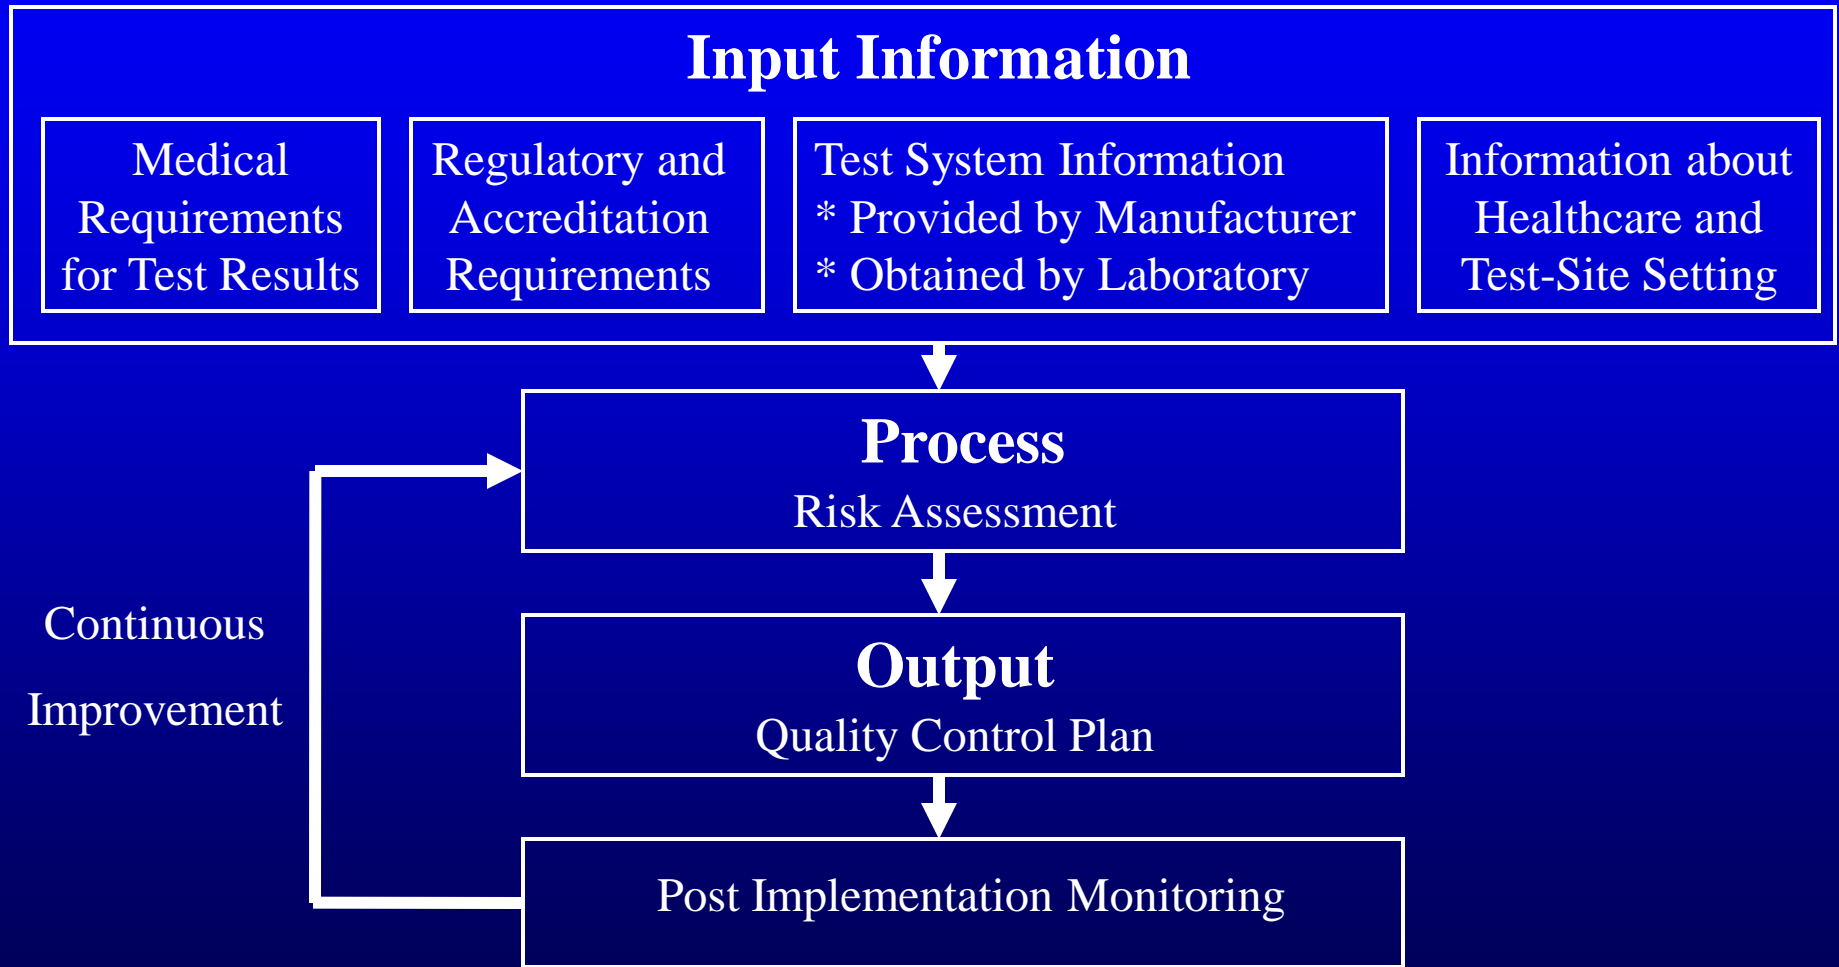 Input Information
Medical
Requirements
for Test Results
Regulatory and
Accreditation
Requirements
Test System Information
* Provided by Manufacturer
* Obtained by Laboratory
Information about
Healthcare and
Test-Site Setting
Process
Risk Assessment
Continuous
Improvement
Output
Quality Control Plan
Post Implementation Monitoring